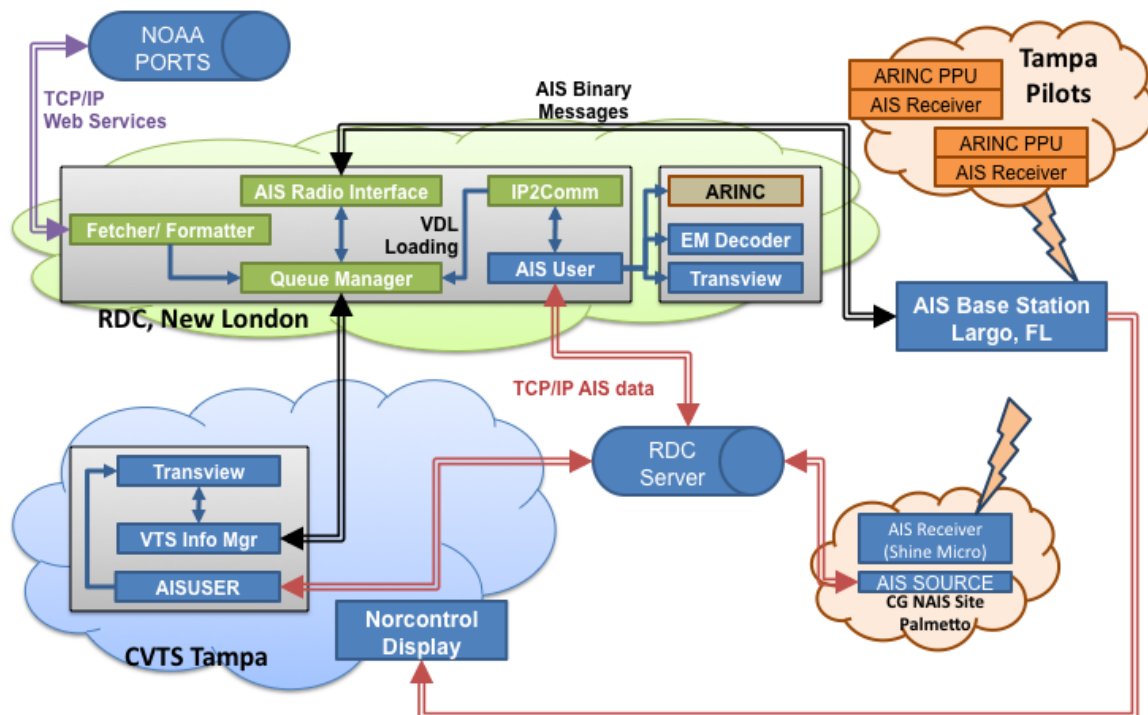 NOAA
PORTS
TCP/IP
Web Services
AIS Binary
Messages
Tampa
Pilots
ARINC PPU
AIS Receiver
ARINC PPU
AIS Receiver
AIS Radio Interface
IP2Comm
ARINC
Fetcher/ Formatter
VDL
Loading
EM Decoder
Queue Manager
AIS User
Transview
RDC, New London
AIS Base Station
Largo, FL
TCP/IP AIS data
RDC
Server
Transview
VTS Info Mgr
AISUSER
AIS Receiver
(Shine Micro)
AIS SOURCE
CG NAIS Site
Palmetto
Norcontrol
Display
CVTS Tampa